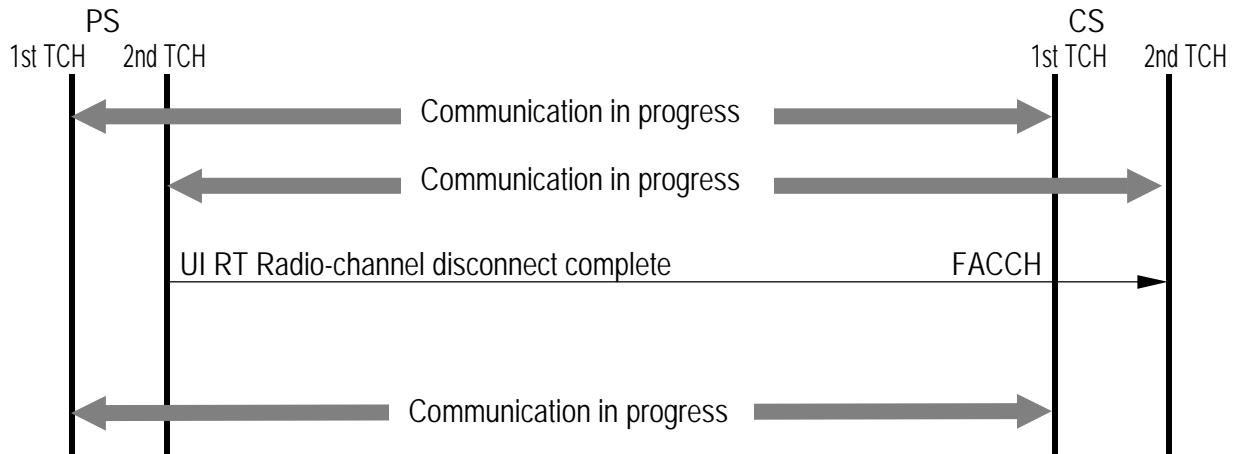 PS CS
1st TCH 2nd TCH 1st TCH 2nd TCH
Communication in progress
Communication in progress
UI RT Radio-channel disconnect complete FACCH
Communication in progress